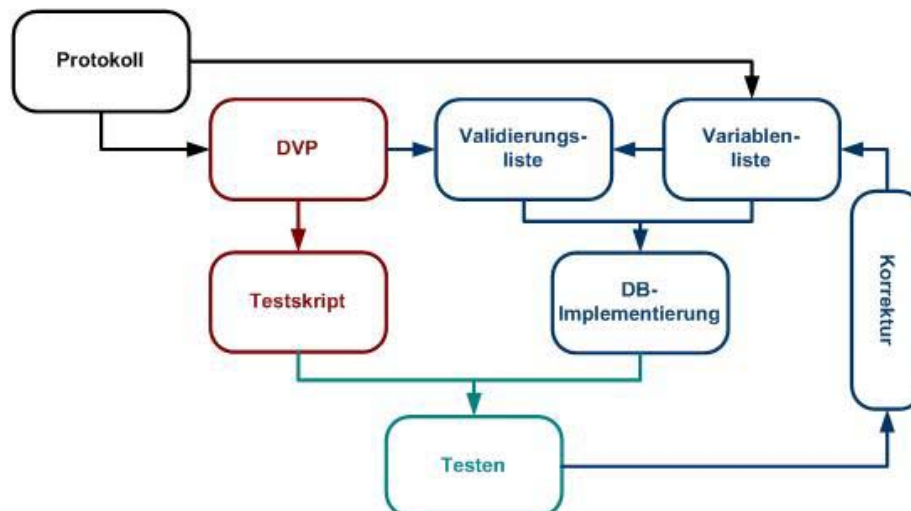 Protokoll
DVP
Validierungs-
liste
Variablen-
liste
Testskript
DB-
Implementierung
Korrektur
Testen